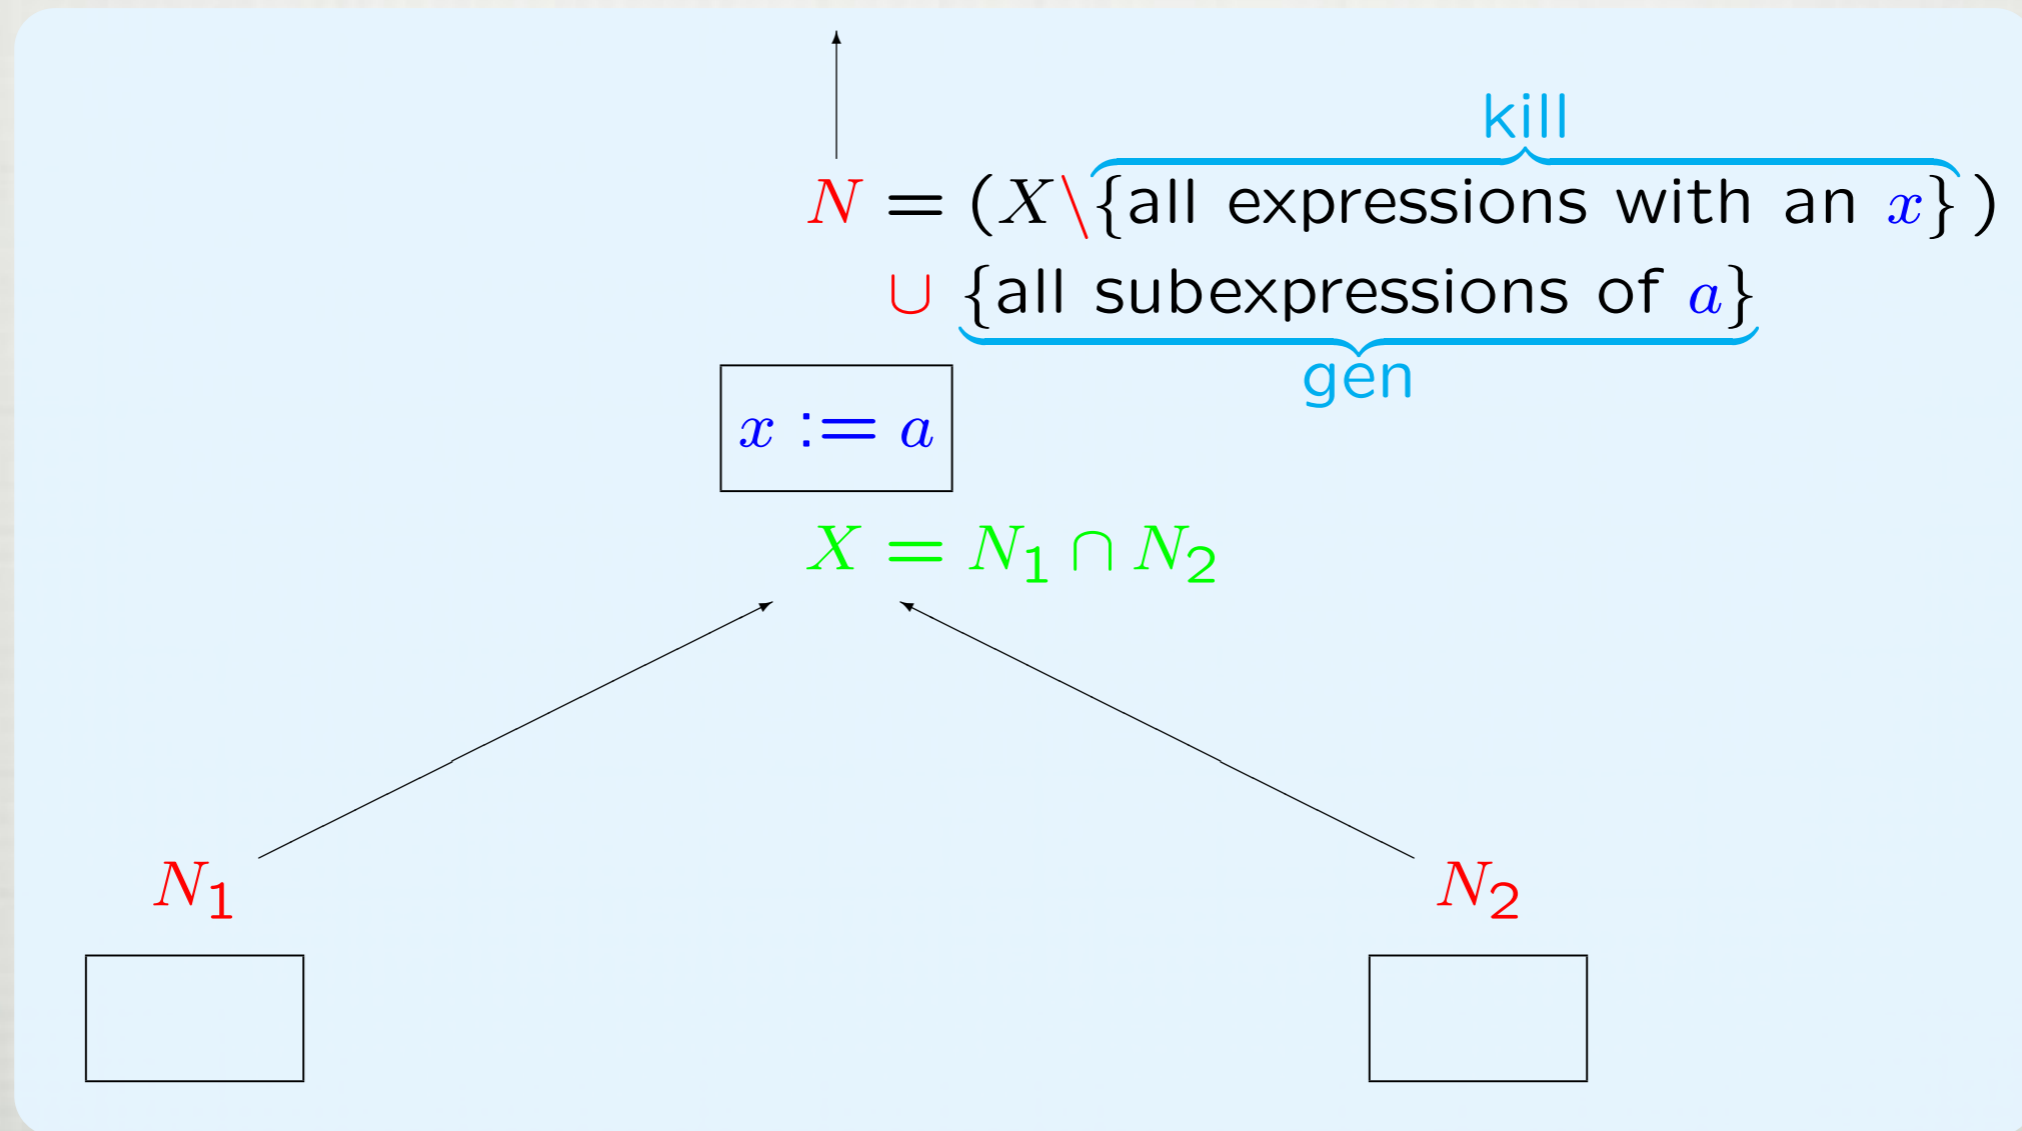 kill
N = (X\{all expressions with an x})
∪ {all subexpressions of a}
gen
x := a
X = N₁ ∩ N₂
N₁ N₂